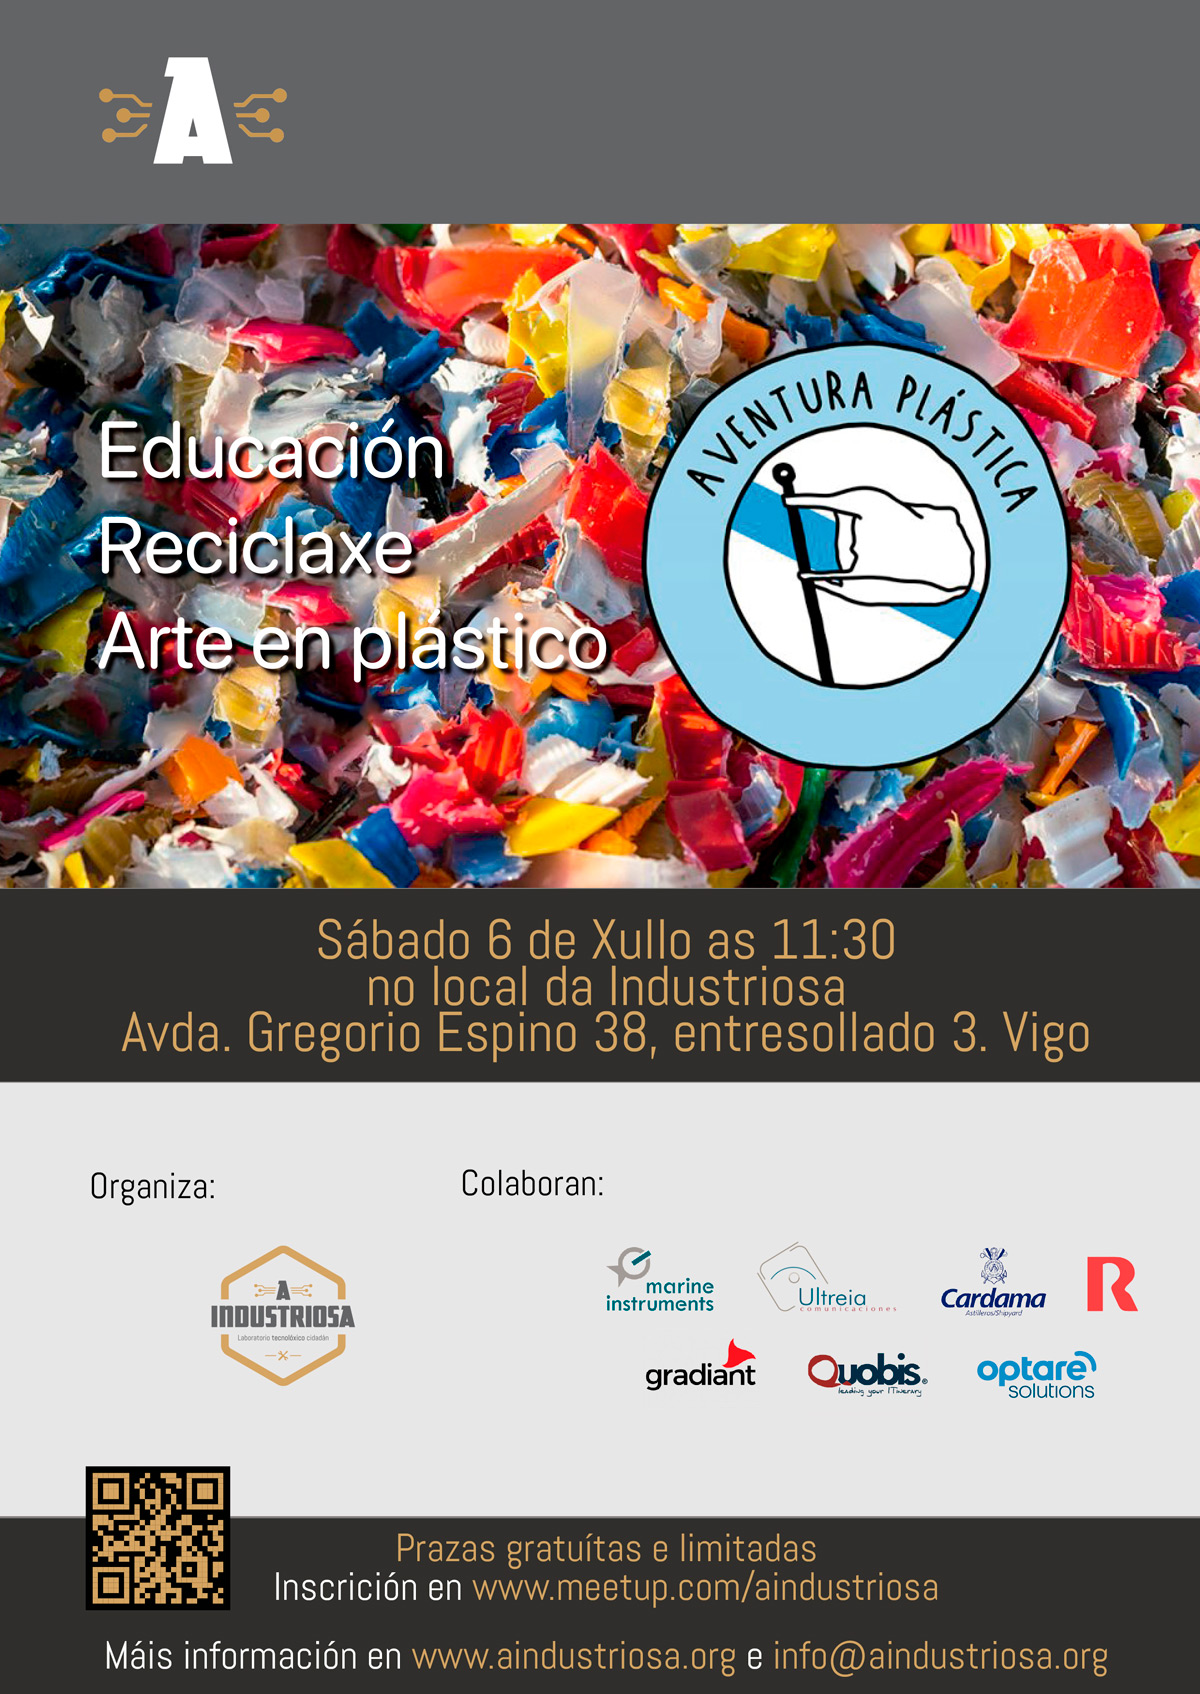 A
Educación
Reciclaxe
Arte en plástico
AVENTURA PLÁSTICA
Sábado 6 de Xullo as 11:30
no local da Industriosa
Avda. Gregorio Espino 38, entresollado 3. Vigo
Organiza:
Colaboran:
A
INDUSTRIOSA
Laboratorio tecnolóxico cidadán
marine
instruments
Ultreia
comunicaciones
Cardama
Astilleros/Shipyard
R
gradiant
Quobis®
leading your ITinerary
optare
solutions
Prazas gratuítas e limitadas
Inscrición en www.meetup.com/aindustriosa
Máis información en www.aindustriosa.org e info@aindustriosa.org